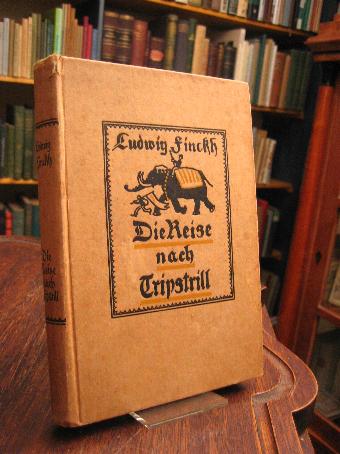 Ludwig Finckh
Die Reise
nach
Tripstrill
Ludwig
Finckh
Die
Reise
nach
Tripstrill